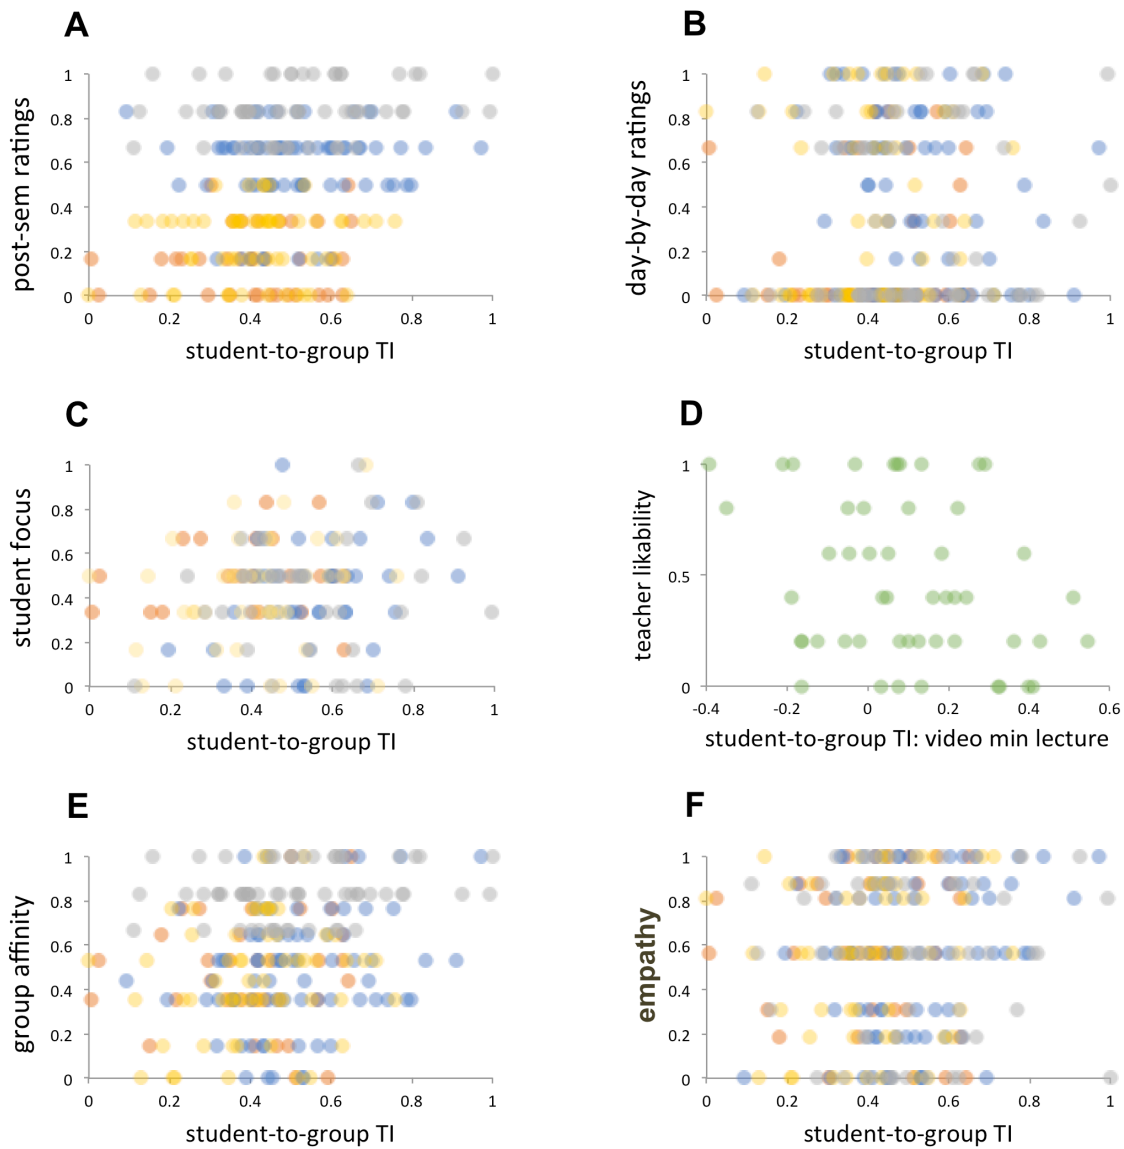 A
post-sem ratings
1
0.8
0.6
0.4
0.2
0
0 0.2 0.4 0.6 0.8 1
student-to-group TI
B
day-by-day ratings
1
0.8
0.6
0.4
0.2
0
0 0.2 0.4 0.6 0.8 1
student-to-group TI
C
student focus
1
0.8
0.6
0.4
0.2
0
0 0.2 0.4 0.6 0.8 1
student-to-group TI
D
teacher likability
1
0.5
0
-0.4 -0.2 0 0.2 0.4 0.6
student-to-group TI: video min lecture
E
group affinity
1
0.8
0.6
0.4
0.2
0
0 0.2 0.4 0.6 0.8 1
student-to-group TI
F
empathy
1
0.8
0.6
0.4
0.2
0
0 0.2 0.4 0.6 0.8 1
student-to-group TI